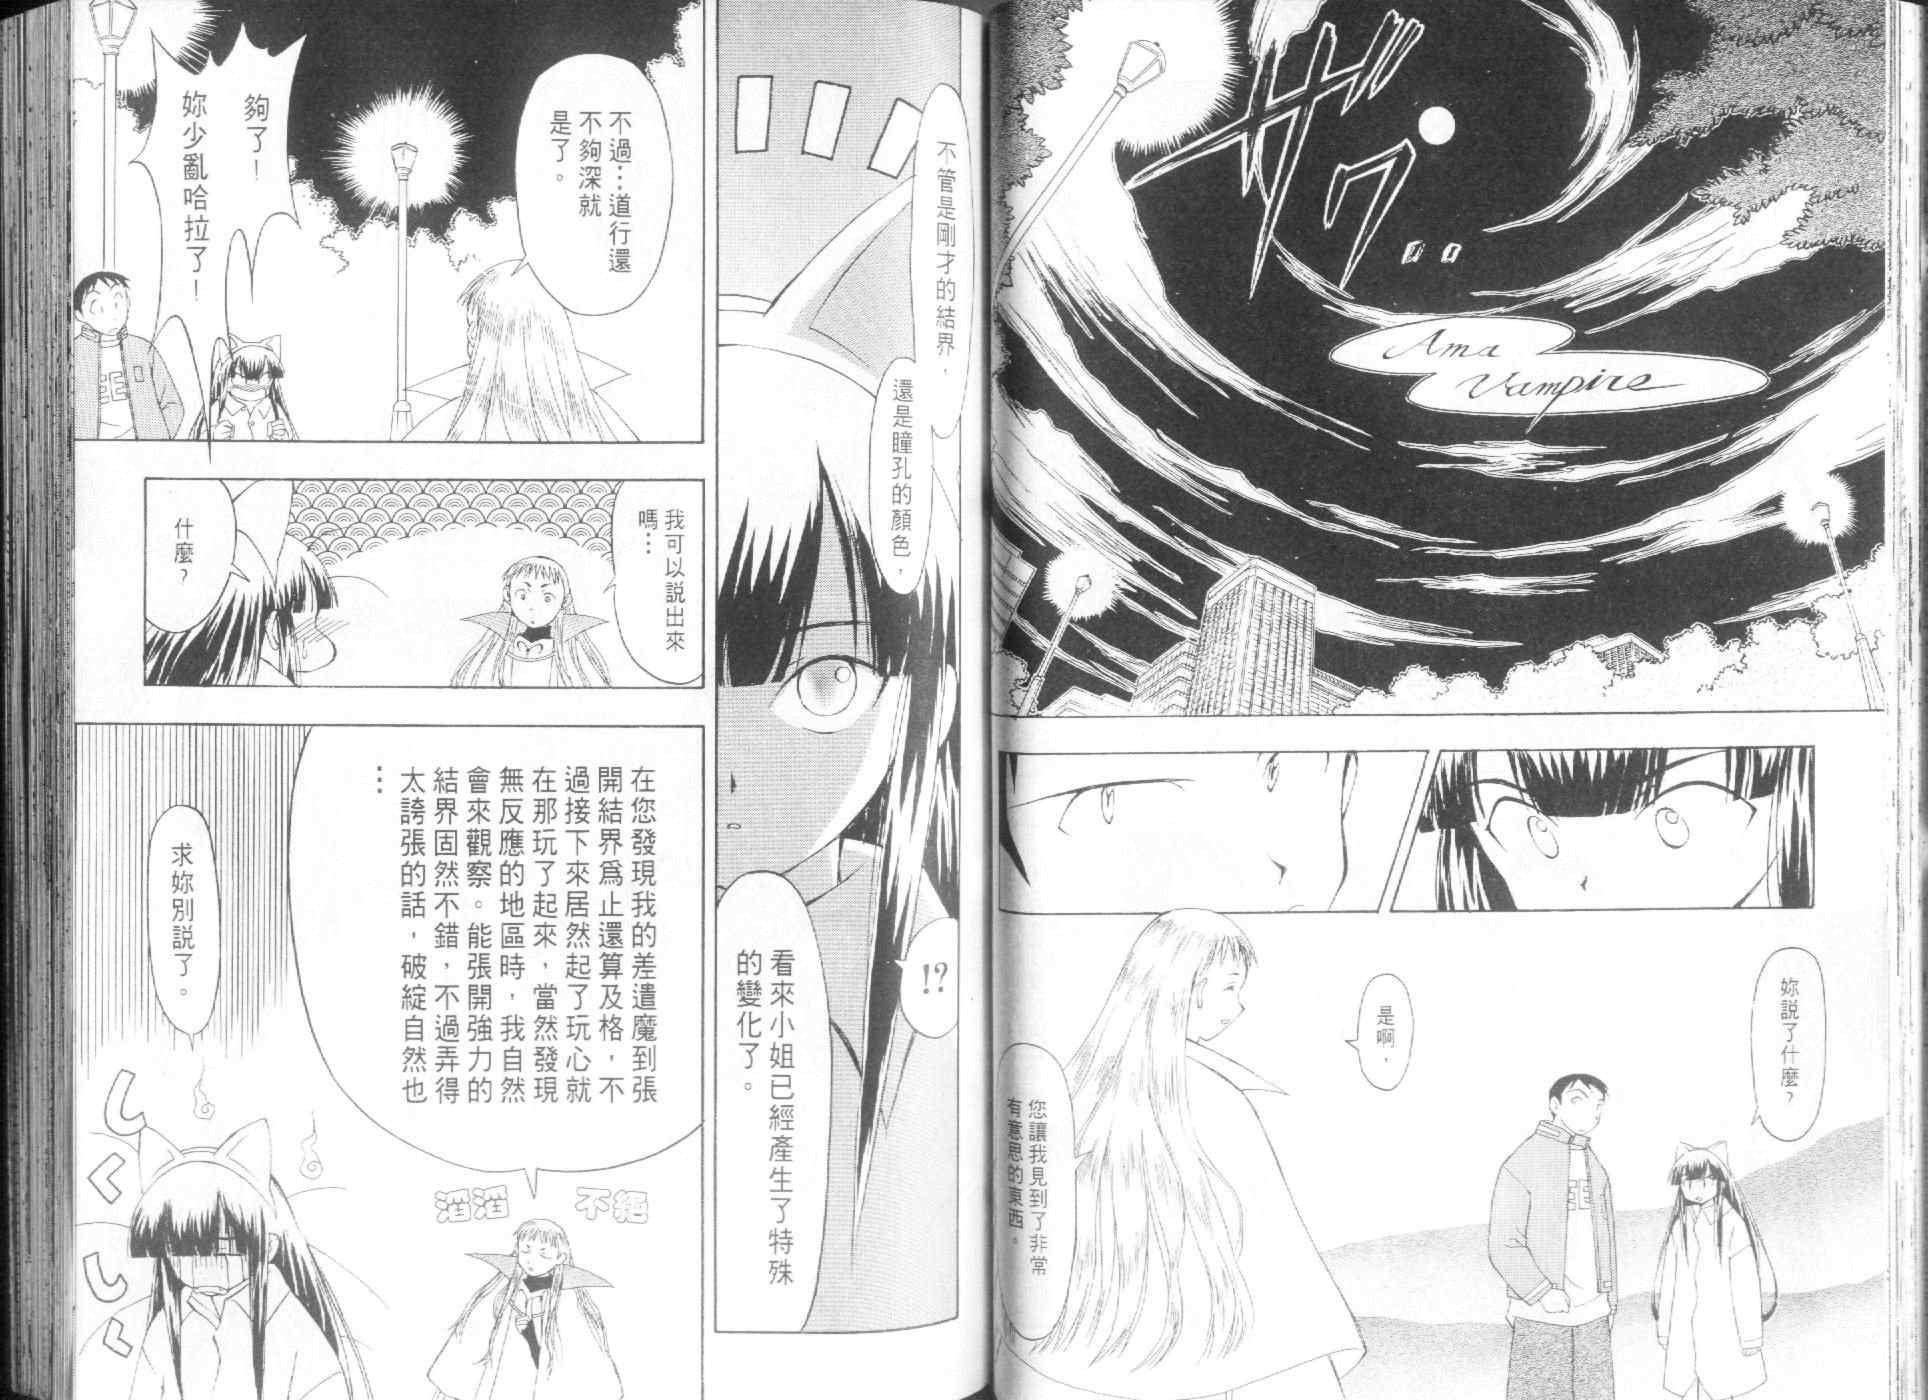 ザワ‥
Ama
Vampire
妳說了什麼?
是啊，
您讓我見到了非常
有意思的東西。
不管是剛才的結界，
還是瞳孔的顏色，
!?
看來小姐已經產生了特殊
的變化了。
不過…道行還
不夠深就
是了。
夠了!
妳少亂哈拉了!
我可以說出來
嗎…
什麼?
在您發現我的差遣魔到張
開結界爲止還算及格，不
過接下來居然起了玩心就
在那玩了起來，當然發現
無反應的地區時，我自然
會來觀察。能張開強力的
結界固然不錯，不過弄得
太誇張的話，破綻自然也
…
滔滔不絕
求妳別說了。
しくしく